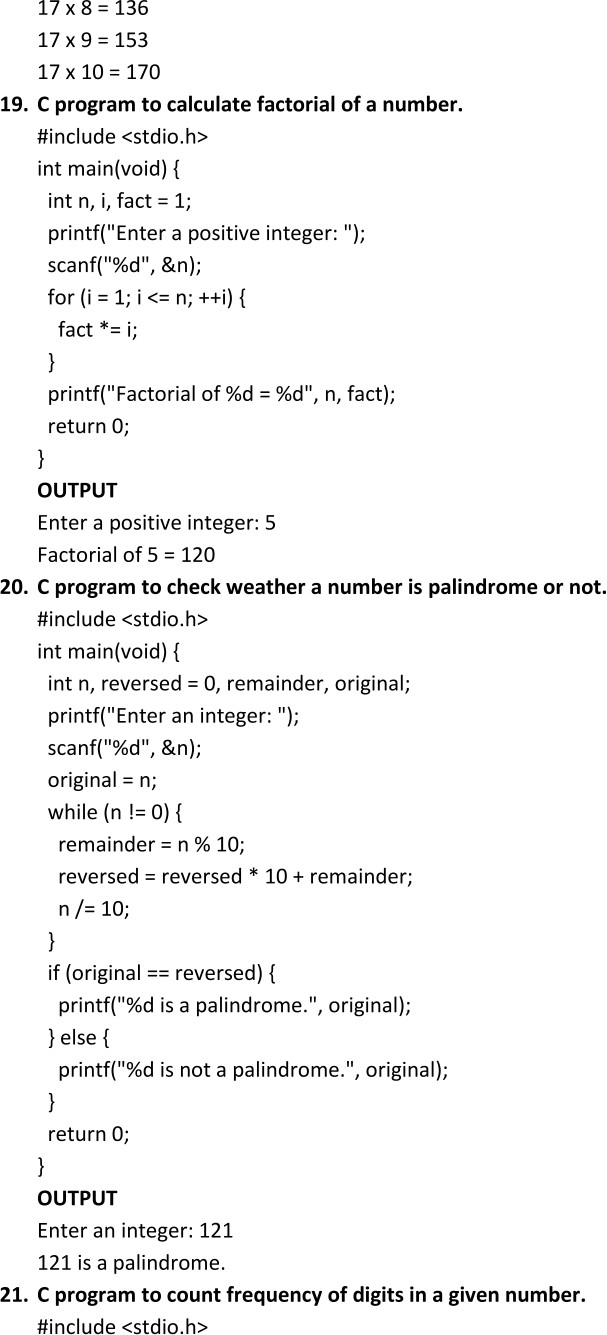 17 x 8 = 136
17 x 9 = 153
17 x 10 = 170
19. C program to calculate factorial of a number.
#include <stdio.h>
int main(void) {
int n, i, fact = 1;
printf("Enter a positive integer: ");
scanf("%d", &n);
for (i = 1; i <= n; ++i) {
fact *= i;
}
printf("Factorial of %d = %d", n, fact);
return 0;
}
OUTPUT
Enter a positive integer: 5
Factorial of 5 = 120
20. C program to check weather a number is palindrome or not.
#include <stdio.h>
int main(void) {
int n, reversed = 0, remainder, original;
printf("Enter an integer: ");
scanf("%d", &n);
original = n;
while (n != 0) {
remainder = n % 10;
reversed = reversed * 10 + remainder;
n /= 10;
}
if (original == reversed) {
printf("%d is a palindrome.", original);
} else {
printf("%d is not a palindrome.", original);
}
return 0;
}
OUTPUT
Enter an integer: 121
121 is a palindrome.
21. C program to count frequency of digits in a given number.
#include <stdio.h>